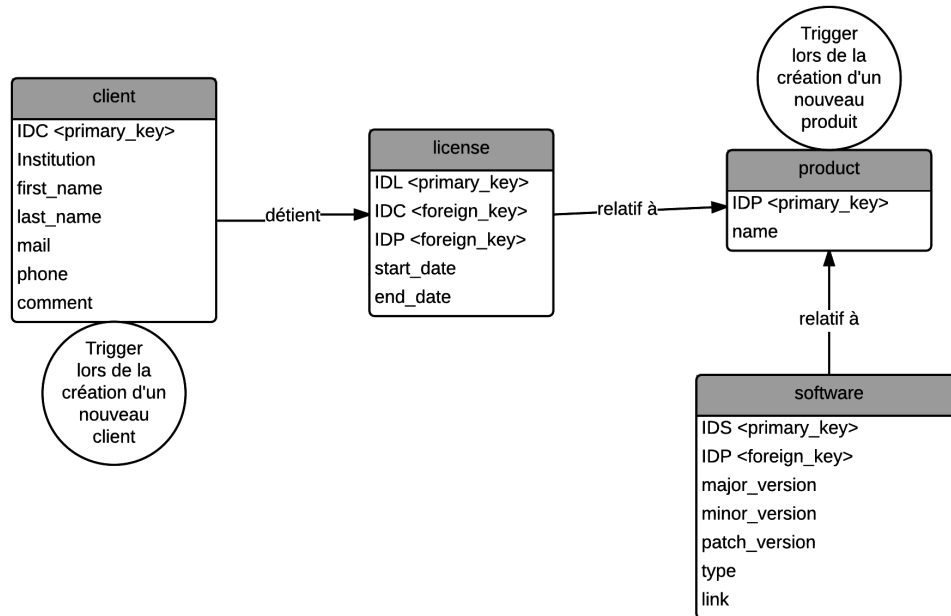 client
IDC <primary_key>
Institution
first_name
last_name
mail
phone
comment
Trigger
lors de la
création d'un
nouveau
client
détient
license
IDL <primary_key>
IDC <foreign_key>
IDP <foreign_key>
start_date
end_date
relatif à
Trigger
lors de la
création d'un
nouveau
produit
product
IDP <primary_key>
name
relatif à
software
IDS <primary_key>
IDP <foreign_key>
major_version
minor_version
patch_version
type
link